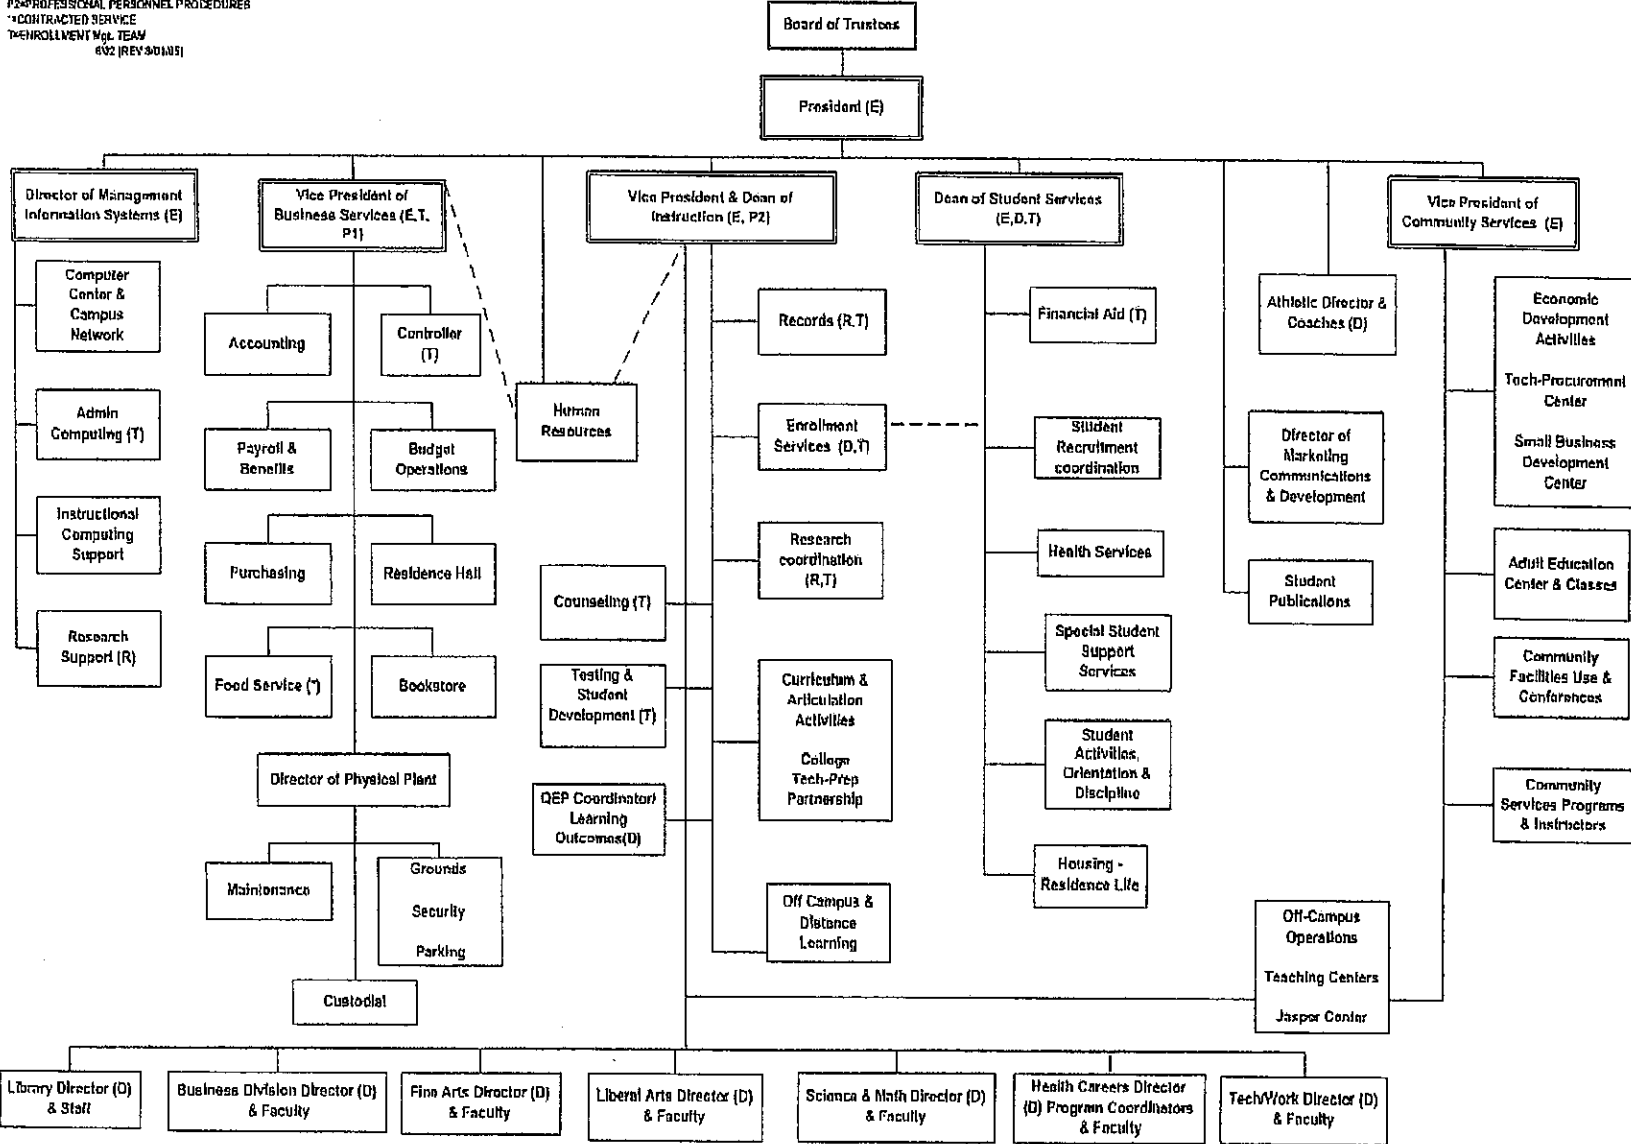 P2=PROFESSIONAL PERSONNEL PROCEDURES
*=CONTRACTED SERVICE
T=ENROLLMENT Mgt. TEAM
Board of Trustees
President (E)
Director of Management
Information Systems (E)
Vice President of
Business Services (E,T,
P1)
Vice President & Dean of
Instruction (E, P2)
Dean of Student Services
(E,D,T)
Vice President of
Community Services (E)
Computer
Center &
Campus
Network
Admin
Computing (T)
Instructional
Computing
Support
Research
Support (R)
Accounting
Controller
(T)
Payroll &
Benefits
Budget
Operations
Purchasing
Residence Hall
Food Service (*)
Bookstore
Director of Physical Plant
Maintenance
Grounds
Security
Parking
Custodial
Human
Resources
Counseling (T)
Testing &
Student
Development (T)
QEP Coordinator/
Learning
Outcomes(D)
Records (R,T)
Enrollment
Services (D,T)
Research
coordination
(R,T)
Curriculum &
Articulation
Activities
College
Tech-Prep
Partnership
Off Campus &
Distance
Learning
Financial Aid (T)
Student
Recruitment
coordination
Health Services
Special Student
Support
Services
Student
Activities,
Orientation &
Discipline
Housing -
Residence Life
Athletic Director &
Coaches (D)
Director of
Marketing
Communications
& Development
Student
Publications
Economic
Development
Activities
Tech-Procurement
Center
Small Business
Development
Center
Adult Education
Center & Classes
Community
Facilities Use &
Conferences
Community
Services Programs
& Instructors
Off-Campus
Operations
Teaching Centers
Jasper Center
Library Director (D)
& Staff
Business Division Director (D)
& Faculty
Fine Arts Director (D)
& Faculty
Liberal Arts Director (D)
& Faculty
Science & Math Director (D)
& Faculty
Health Careers Director
(D) Program Coordinators
& Faculty
Tech/Work Director (D)
& Faculty